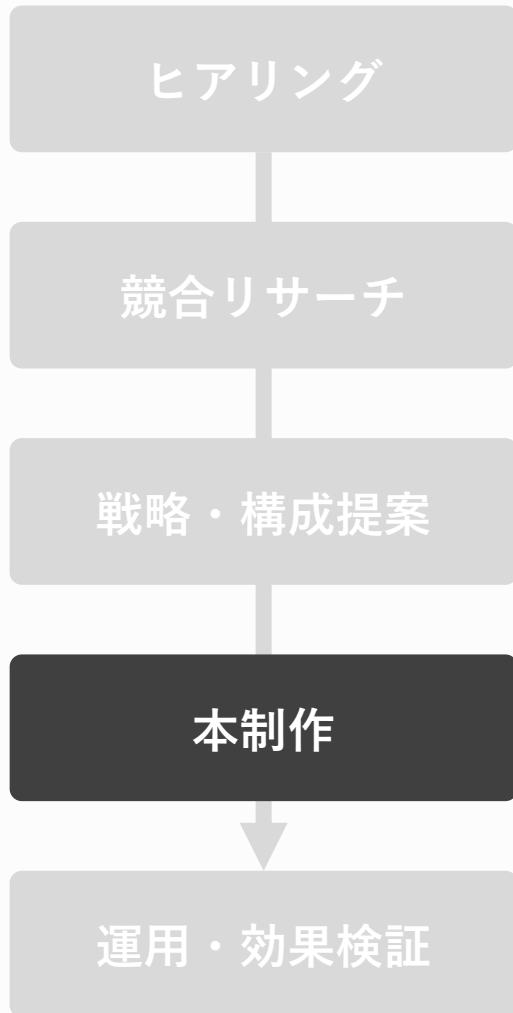 ヒアリング
競合リサーチ
戦略・構成提案
本制作
運用・効果検証